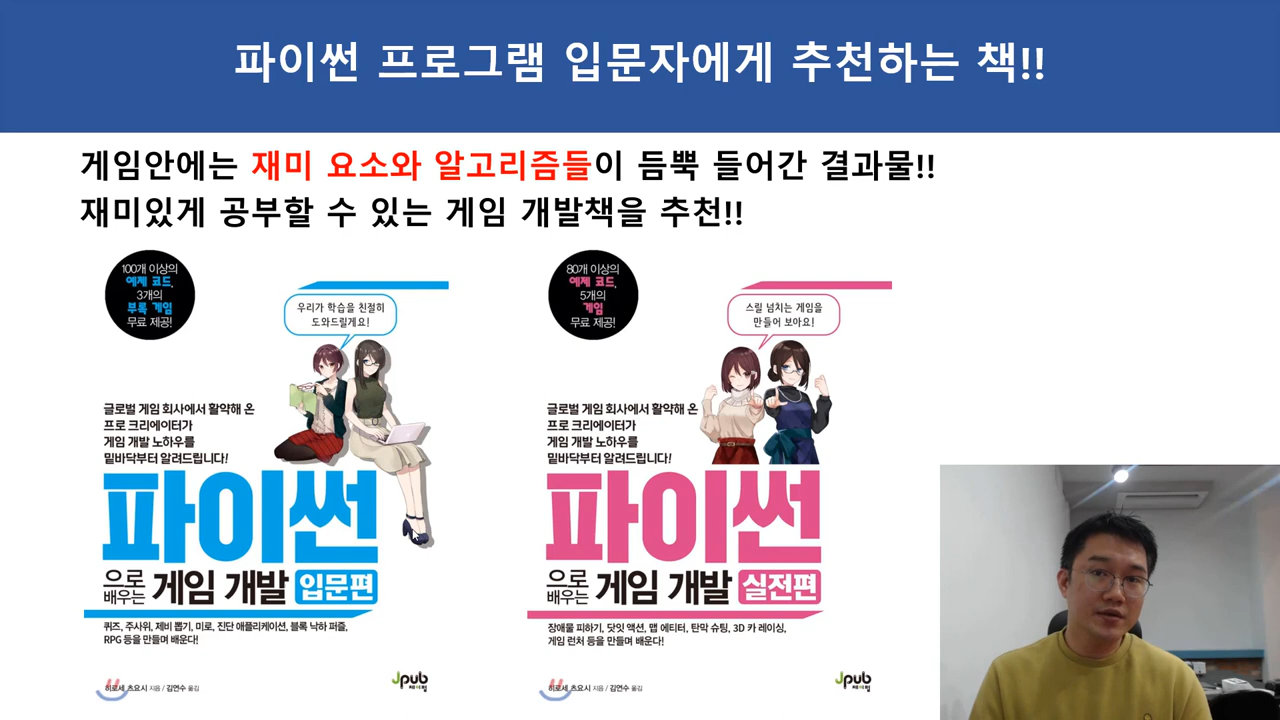 파이썬 프로그램 입문자에게 추천하는 책!!
게임안에는 재미 요소와 알고리즘들이 듬뿍 들어간 결과물!!
재미있게 공부할 수 있는 게임 개발책을 추천!!
100개 이상의
예제 코드,
3개의
부록 게임
무료 제공!
우리가 학습을 친절히
도와드릴게요!
글로벌 게임 회사에서 활약해 온
프로 크리에이터가
게임 개발 노하우를
밑바닥부터 알려드립니다!
파이썬
으로
배우는
게임 개발 입문편
퀴즈, 주사위, 제비 뽑기, 미로, 진단 애플리케이션, 블록 낙하 퍼즐,
RPG 등을 만들며 배운다!
히로세 츠요시 지음 / 김연수 옮김
Jpub
제이펍
80개 이상의
예제 코드,
5개의
게임
무료 제공!
스릴 넘치는 게임을
만들어 보아요!
글로벌 게임 회사에서 활약해 온
프로 크리에이터가
게임 개발 노하우를
밑바닥부터 알려드립니다!
파이썬
으로
배우는
게임 개발 실전편
장애물 피하기, 닷잇 액션, 맵 에티터, 탄막 슈팅, 3D 카 레이싱,
게임 런처 등을 만들며 배운다!
히로세 츠요시 지음 / 김연수 옮김
Jpub
제이펍